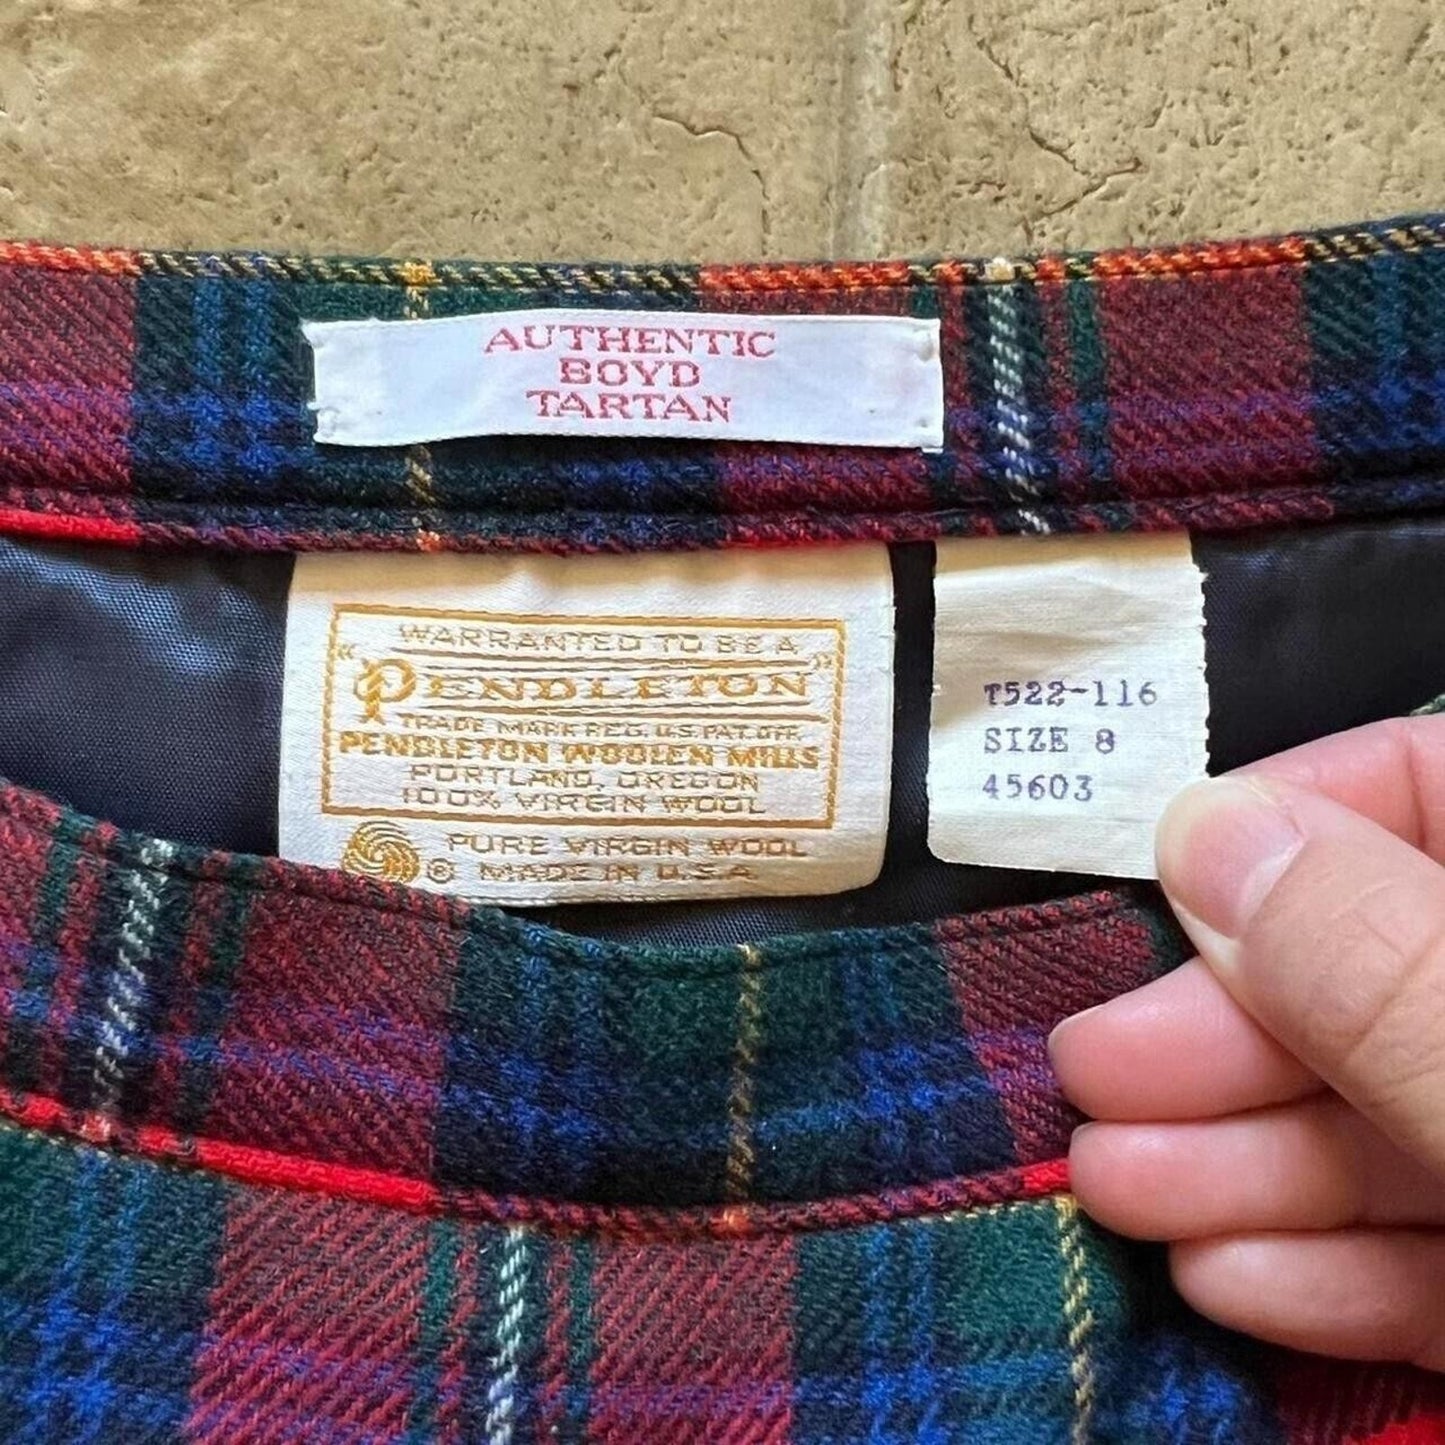 AUTHENTIC
BOYD
TARTAN
WARRANTED TO BE A
"PENDLETON"
TRADE MARK REG. U.S. PAT. OFF.
PENDLETON WOOLEN MILLS
PORTLAND, OREGON
100% VIRGIN WOOL
PURE VIRGIN WOOL
® MADE IN U.S.A
T522-116
SIZE 8
45603